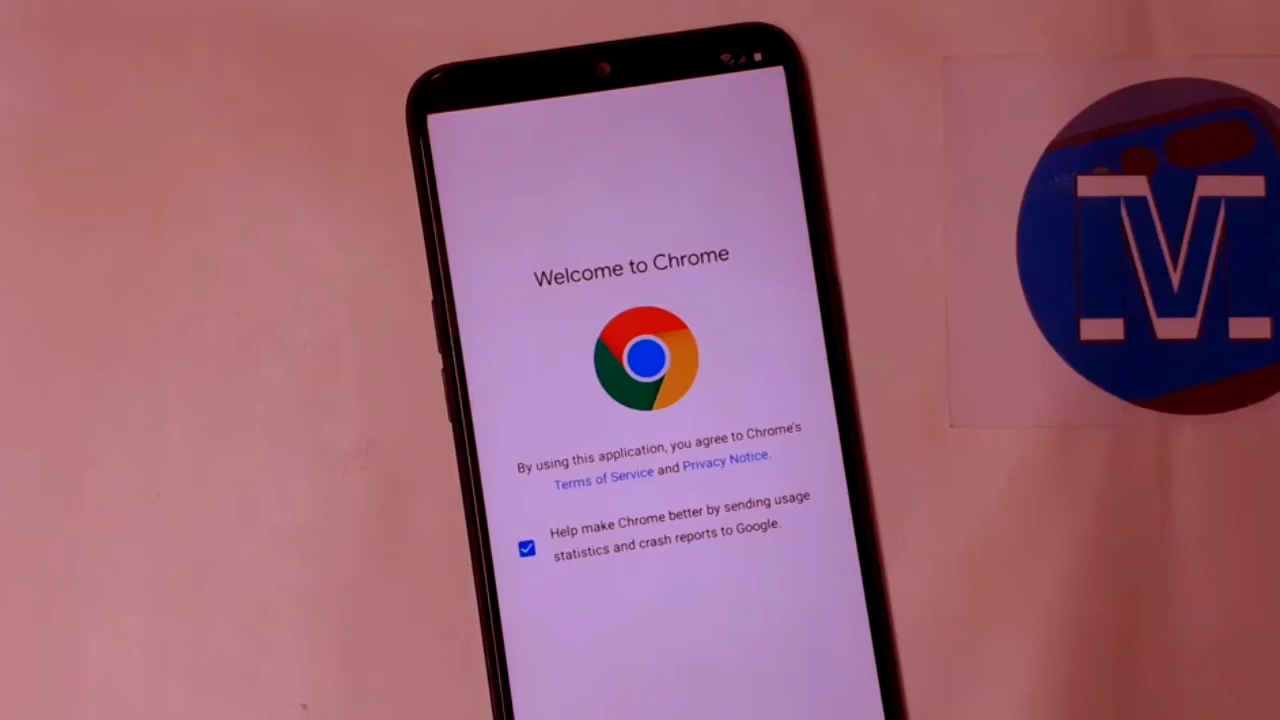 Welcome to Chrome
By using this application, you agree to Chrome's
Terms of Service and Privacy Notice.
Help make Chrome better by sending usage
statistics and crash reports to Google.
M